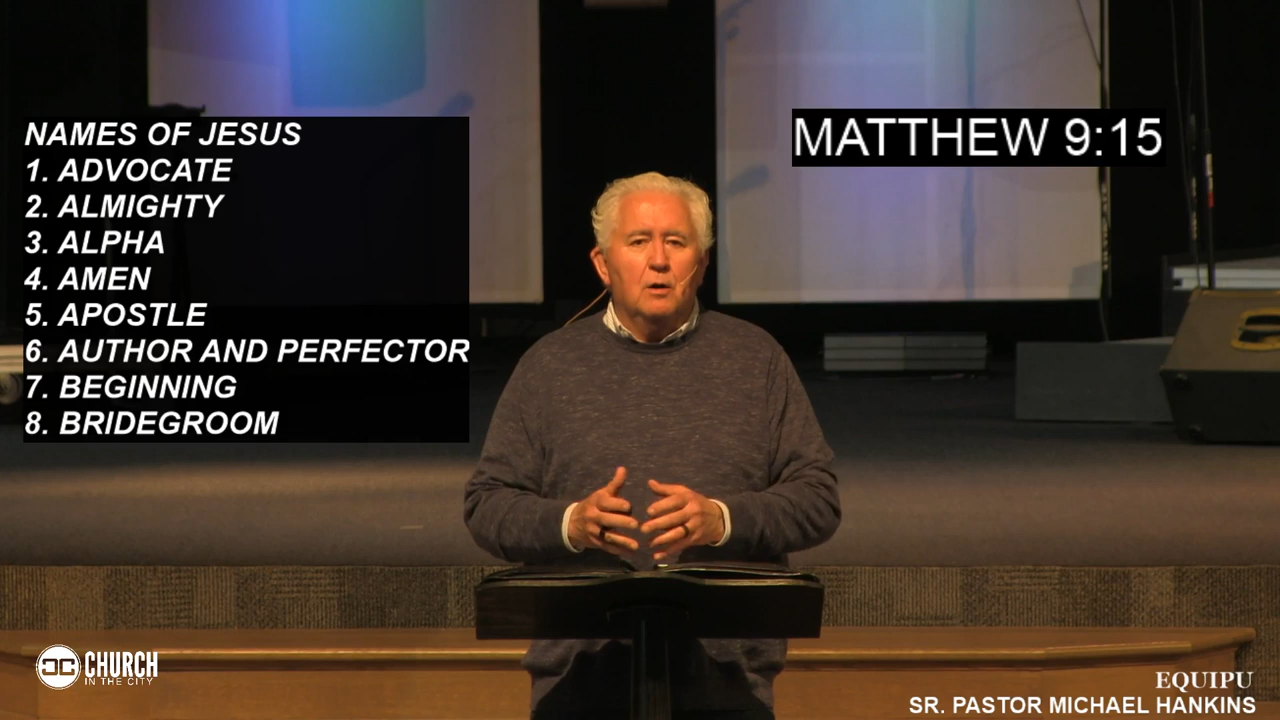 NAMES OF JESUS
1. ADVOCATE
2. ALMIGHTY
3. ALPHA
4. AMEN
5. APOSTLE
6. AUTHOR AND PERFECTOR
7. BEGINNING
8. BRIDEGROOM
MATTHEW 9:15
CHURCH
IN THE CITY
EQUIPU
SR. PASTOR MICHAEL HANKINS